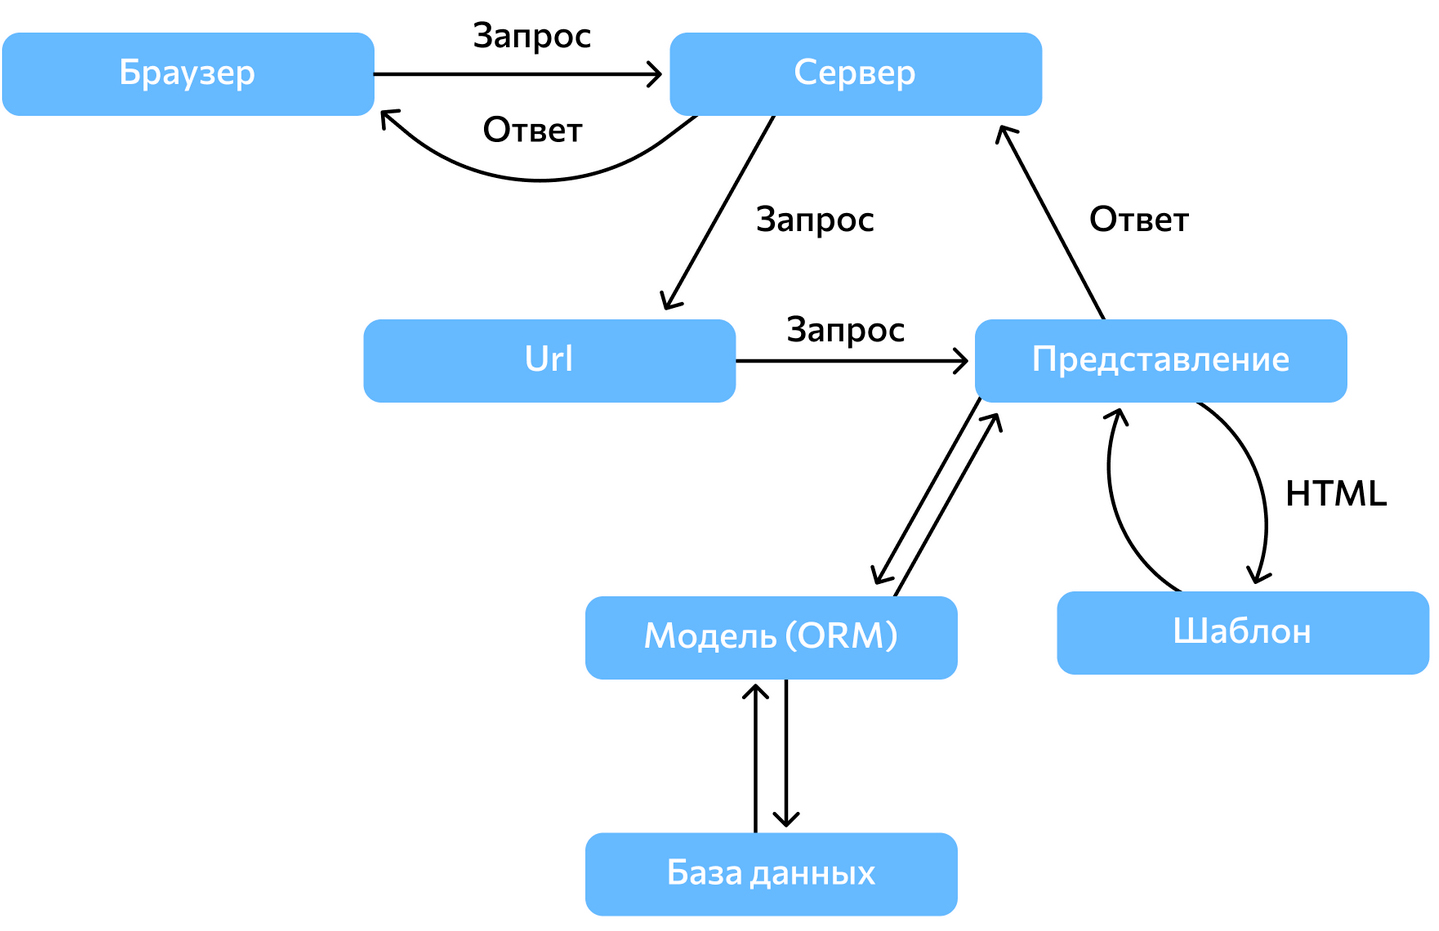 Запрос
Браузер
Сервер
Ответ
Запрос
Ответ
Запрос
Url
Представление
HTML
Модель (ORM)
Шаблон
База данных